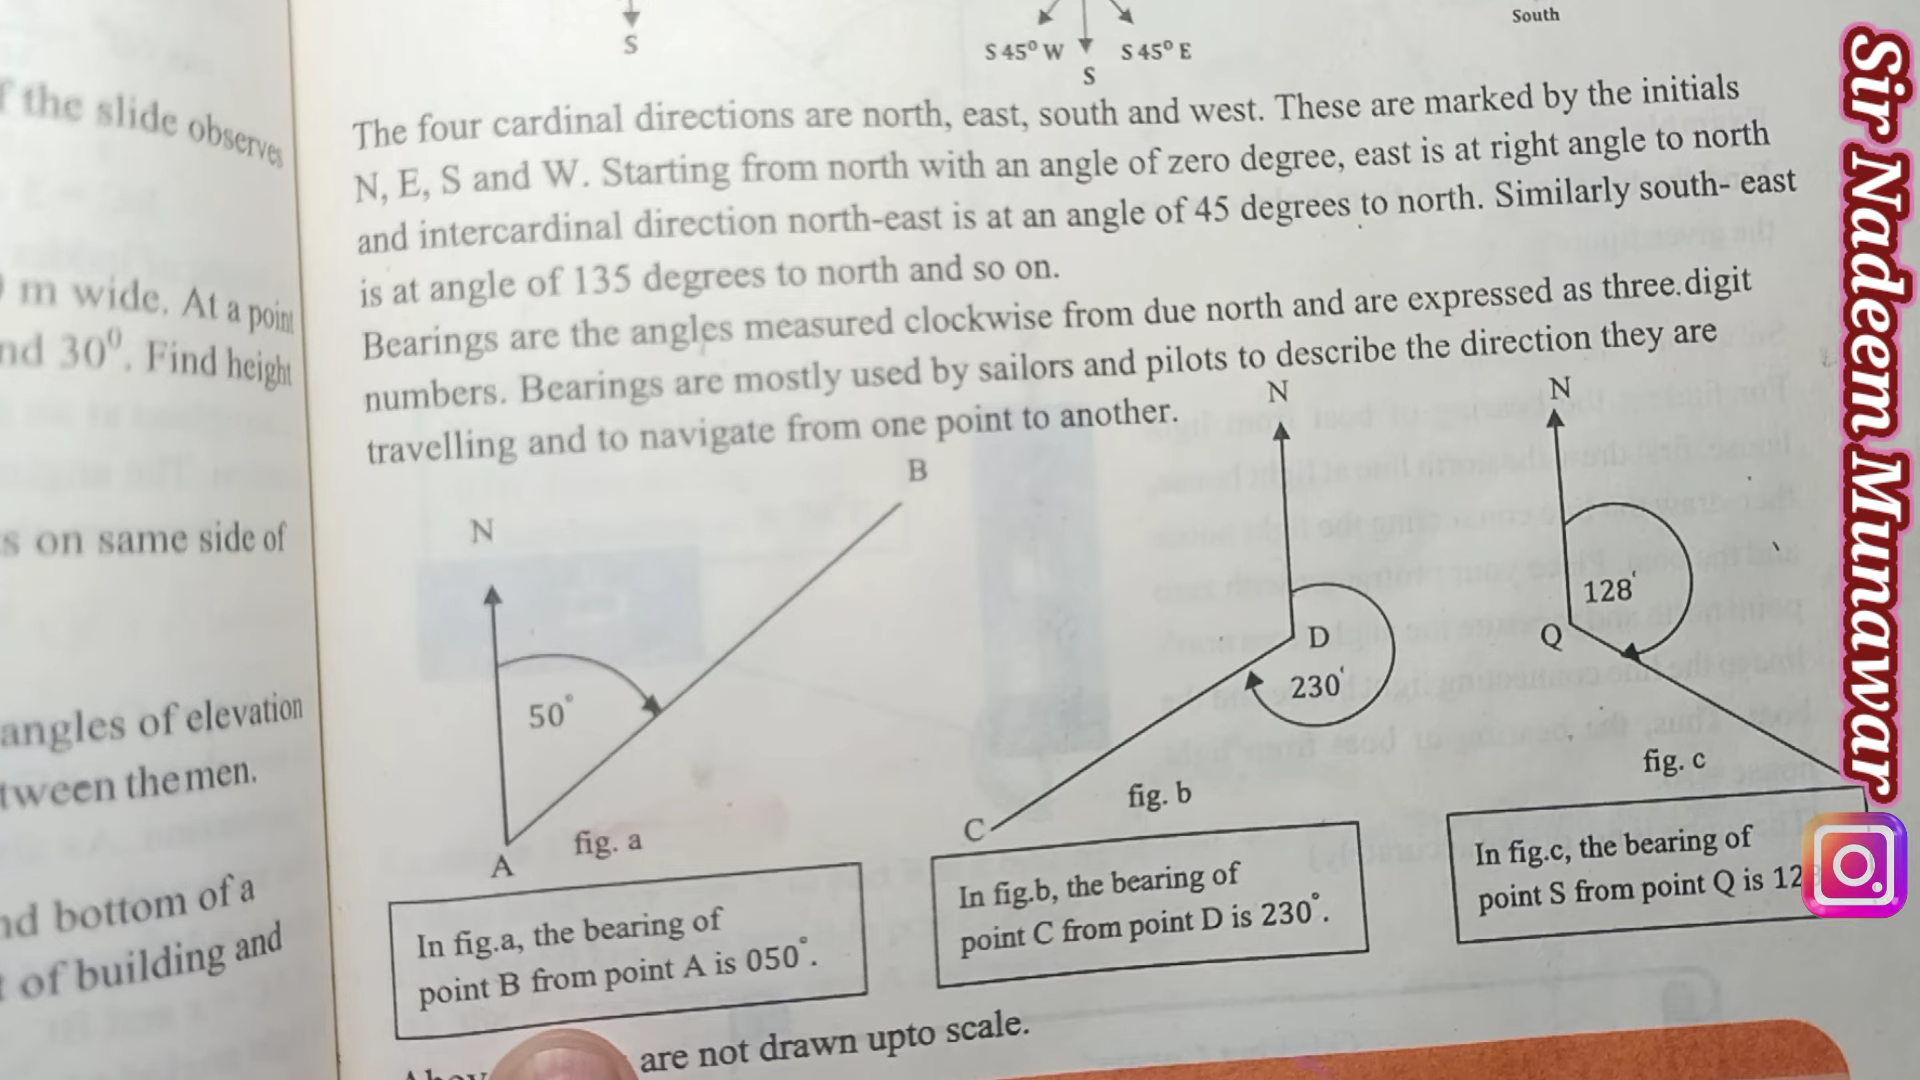 S
S 45° W
S 45° E
S
South
f the slide observes
m wide. At a point
nd 30⁰. Find height
s on same side of
angles of elevation
tween the men.
nd bottom of a
of building and
The four cardinal directions are north, east, south and west. These are marked by the initials
N, E, S and W. Starting from north with an angle of zero degree, east is at right angle to north
and intercardinal direction north-east is at an angle of 45 degrees to north. Similarly south- east
is at angle of 135 degrees to north and so on.
Bearings are the angles measured clockwise from due north and are expressed as three digit
numbers. Bearings are mostly used by sailors and pilots to describe the direction they are
travelling and to navigate from one point to another.
N
B
50°
A
fig. a
N
D
230'
C
fig. b
N
128'
Q
fig. c
In fig.a, the bearing of
point B from point A is 050°.
In fig.b, the bearing of
point C from point D is 230°.
In fig.c, the bearing of
point S from point Q is 12
are not drawn upto scale.
Sir Nadeem Munawar